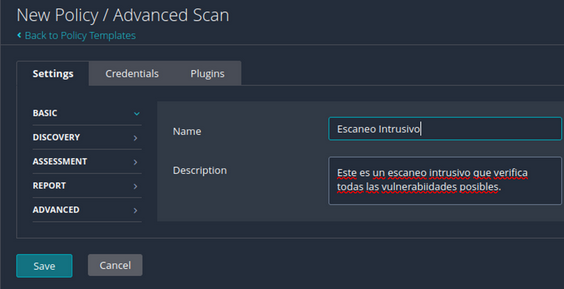 New Policy / Advanced Scan
Back to Policy Templates
Settings Credentials Plugins
BASIC
DISCOVERY
ASSESSMENT
REPORT
ADVANCED
Name Escaneo Intrusivo
Description Este es un escaneo intrusivo que verifica
todas las vulnerabiidades posibles.
Save Cancel